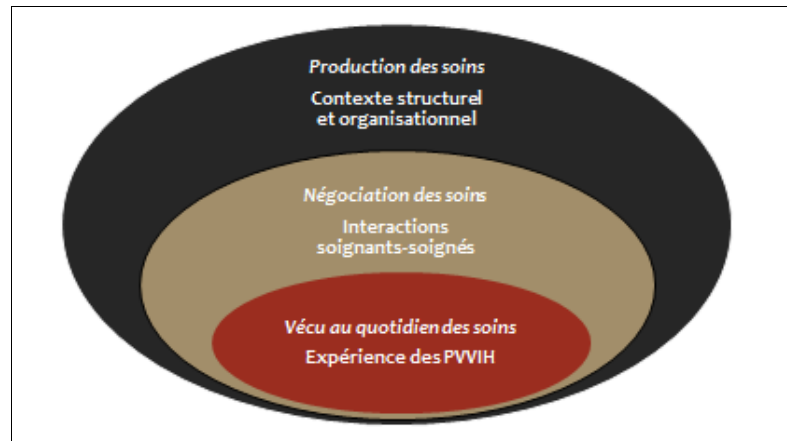 Production des soins
Contexte structurel
et organisationnel
Négociation des soins
Interactions
soignants-soignés
Vécu au quotidien des soins
Expérience des PVVIH